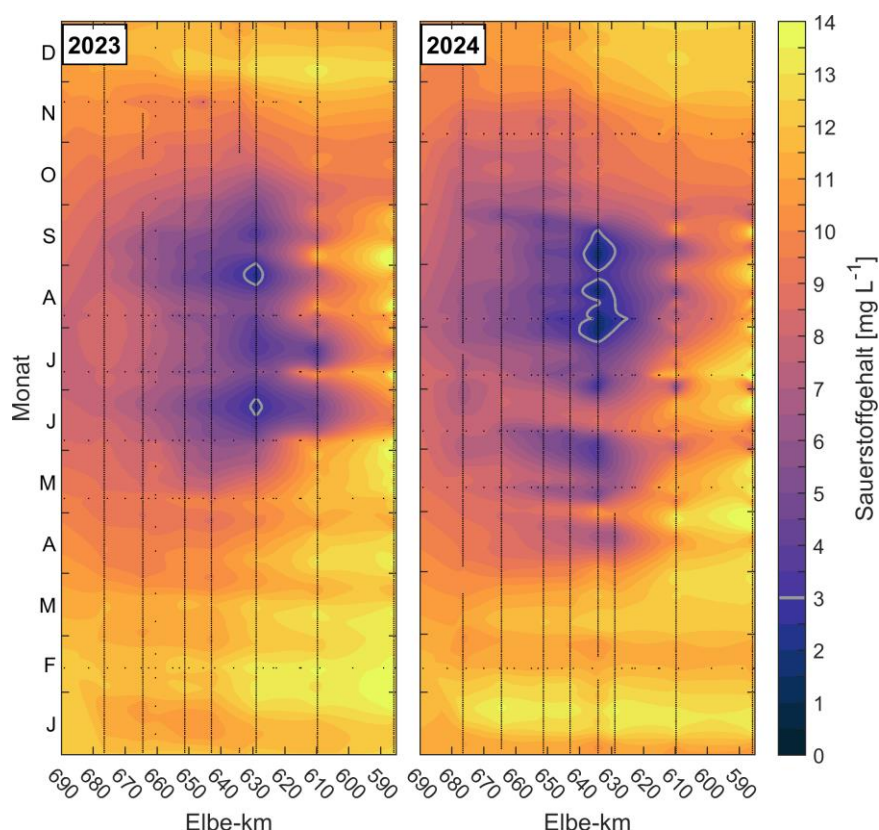 2023
2024
Monat
D
N
O
S
A
J
J
M
A
M
F
J
690
680
670
660
650
640
630
620
610
600
590
Elbe-km
690
680
670
660
650
640
630
620
610
600
590
Elbe-km
14
13
12
11
10
9
8
7
6
5
4
3
2
1
0
Sauerstoffgehalt [mg L⁻¹]